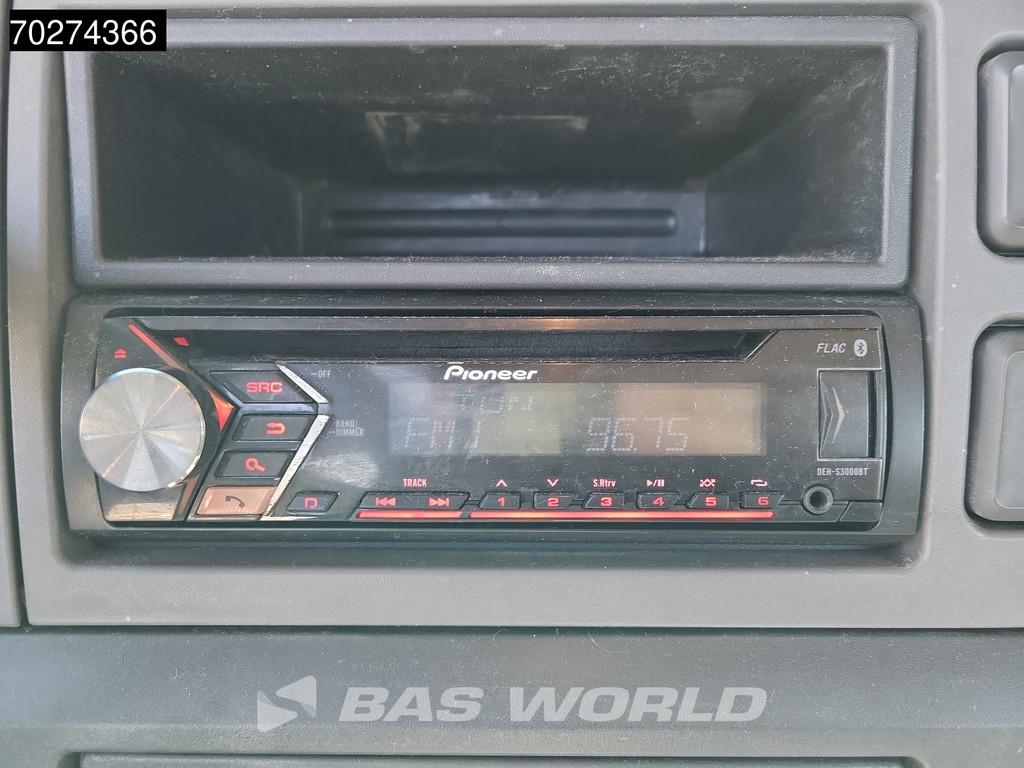 70274366
FLAC
Pioneer
SRC
OFF
BAND/
DIMMER
FM1
96.75
DEH-S3000BT
TRACK
S.Rtrv
1 2 3 4 5 6
BAS WORLD